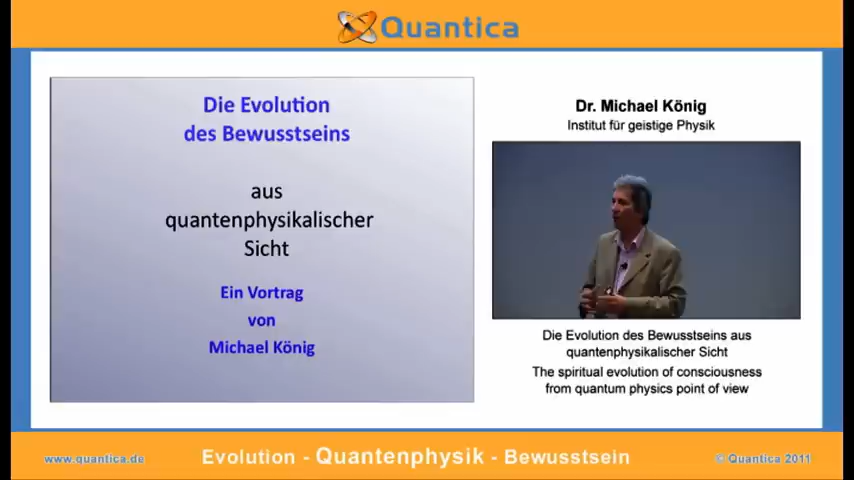 Quantica
Die Evolution
des Bewusstseins
aus
quantenphysikalischer
Sicht
Ein Vortrag
von
Michael König
Dr. Michael König
Institut für geistige Physik
Die Evolution des Bewusstseins aus
quantenphysikalischer Sicht
The spiritual evolution of consciousness
from quantum physics point of view
www.quantica.de
Evolution - Quantenphysik - Bewusstsein
© Quantica 2011